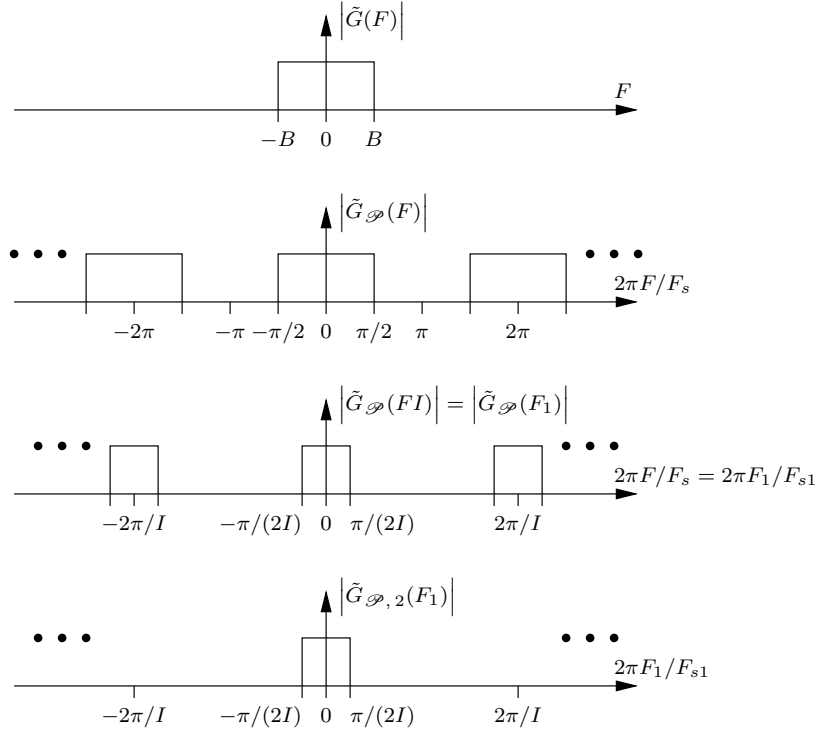 |G̃(F)|
F
−B 0 B
|G̃𝒫(F)|
2πF/Fₛ
−2π −π −π/2 0 π/2 π 2π
|G̃𝒫(FI)| = |G̃𝒫(F₁)|
2πF/Fₛ = 2πF₁/Fₛ₁
−2π/I −π/(2I) 0 π/(2I) 2π/I
|G̃𝒫, ₂(F₁)|
2πF₁/Fₛ₁
−2π/I −π/(2I) 0 π/(2I) 2π/I